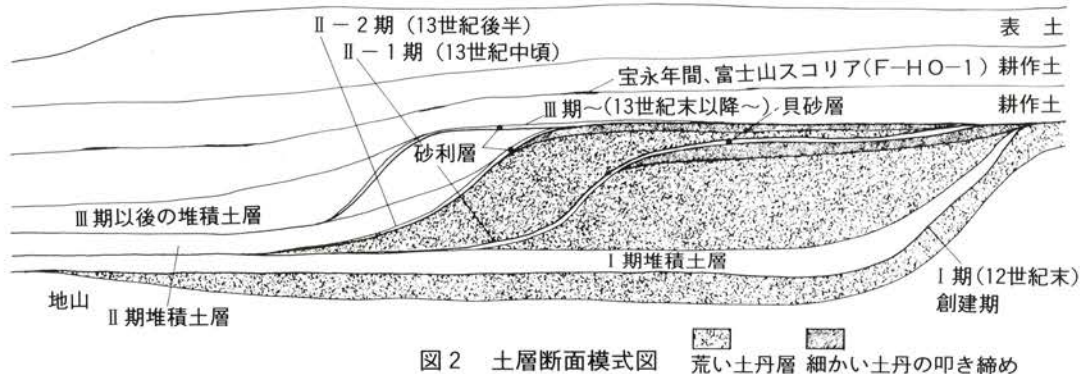 Ⅱ－2期（13世紀後半）
Ⅱ－1期（13世紀中頃）
表　土
宝永年間、富士山スコリア（F－HO－1）
耕作土
Ⅲ期～（13世紀末以降～）
貝砂層
耕作土
砂利層
Ⅲ期以後の堆積土層
Ⅰ期堆積土層
地山
Ⅱ期堆積土層
Ⅰ期（12世紀末）
創建期
図2　土層断面模式図
荒い土丹層
細かい土丹の叩き締め